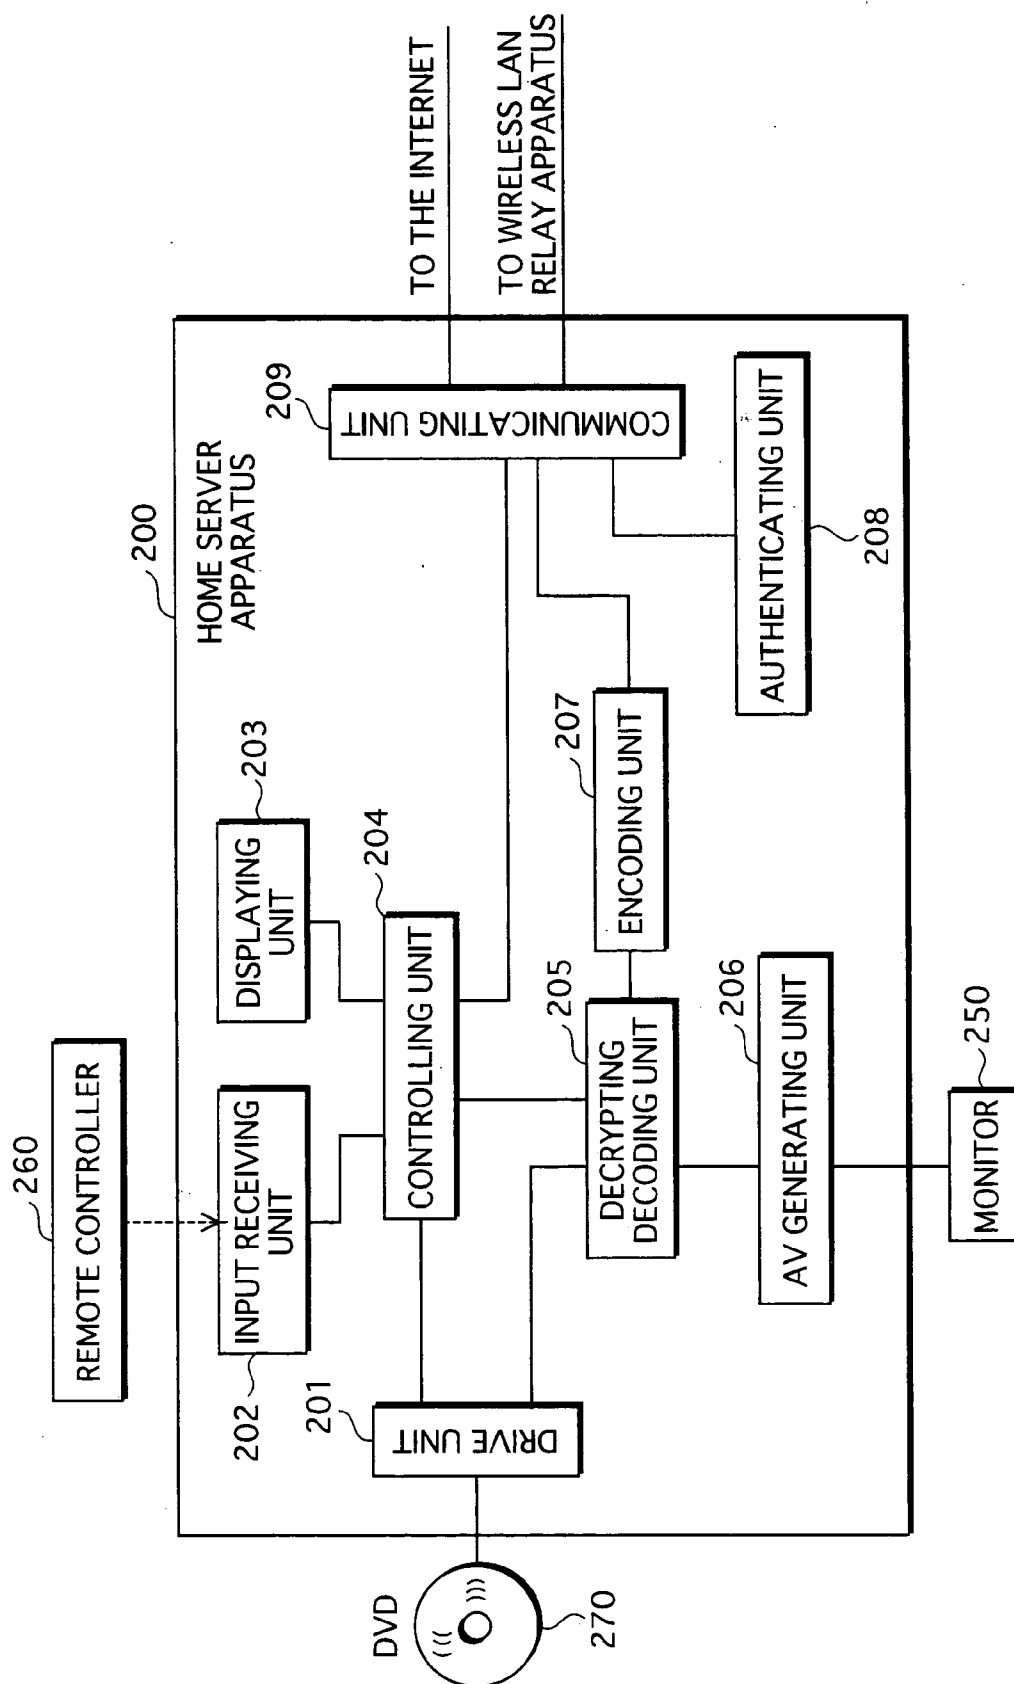 260
REMOTE CONTROLLER
200
HOME SERVER
APPARATUS
202
INPUT RECEIVING
UNIT
203
DISPLAYING
UNIT
204
CONTROLLING UNIT
209
COMMUNICATING UNIT
TO THE INTERNET
TO WIRELESS LAN
RELAY APPARATUS
DVD
270
201
DRIVE UNIT
205
DECRYPTING
DECODING UNIT
207
ENCODING UNIT
206
AV GENERATING UNIT
208
AUTHENTICATING UNIT
250
MONITOR